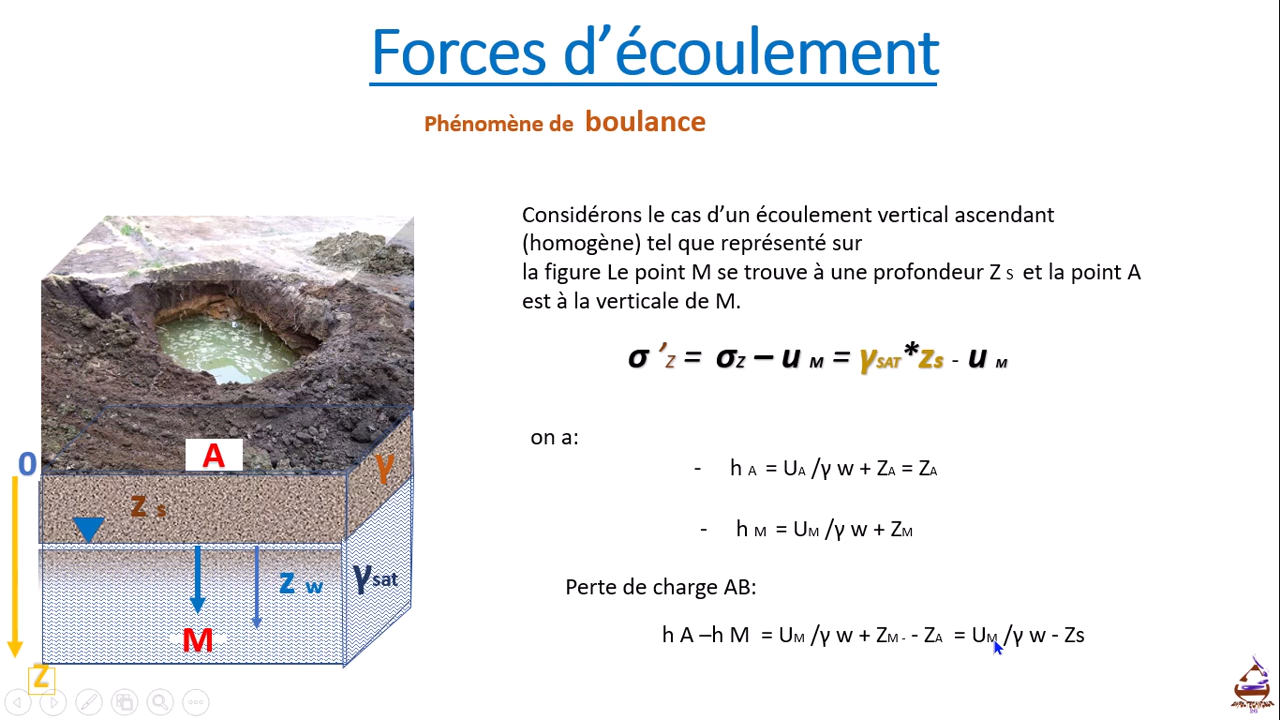 Forces d’écoulement
Phénomène de boulance
Considérons le cas d’un écoulement vertical ascendant
(homogène) tel que représenté sur
la figure Le point M se trouve à une profondeur Z s et la point A
est à la verticale de M.
σ ’z = σz – u M = γSAT*zs - u M
on a:
- h A = UA /γ w + ZA = ZA
- h M = UM /γ w + ZM
Perte de charge AB:
h A –h M = UM /γ w + ZM - - ZA = UM /γ w - Zs
0
A
γ
z s
z w
γsat
M
Z